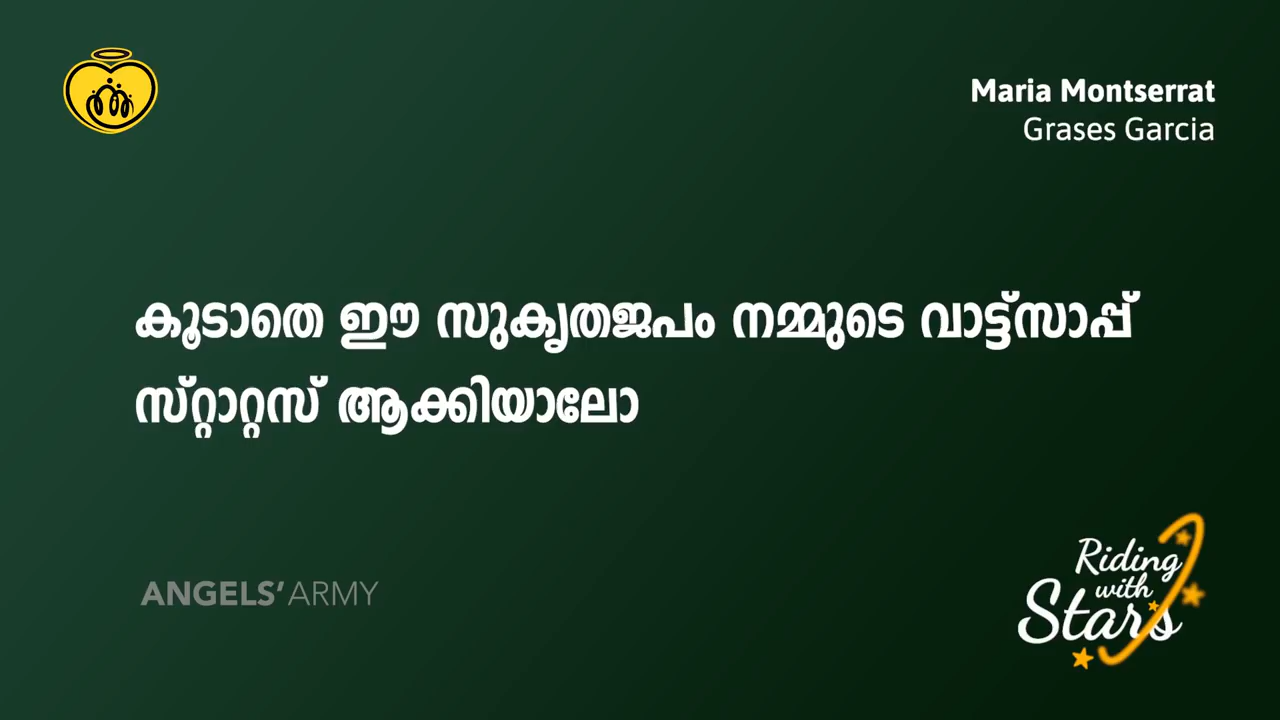 Maria Montserrat
Grases Garcia
കൂടാതെ ഈ സുകൃതജപം നമ്മുടെ വാട്ട്സാപ്പ്
സ്റ്റാറ്റസ് ആക്കിയാലോ
ANGELS' ARMY
Riding
with
Stars